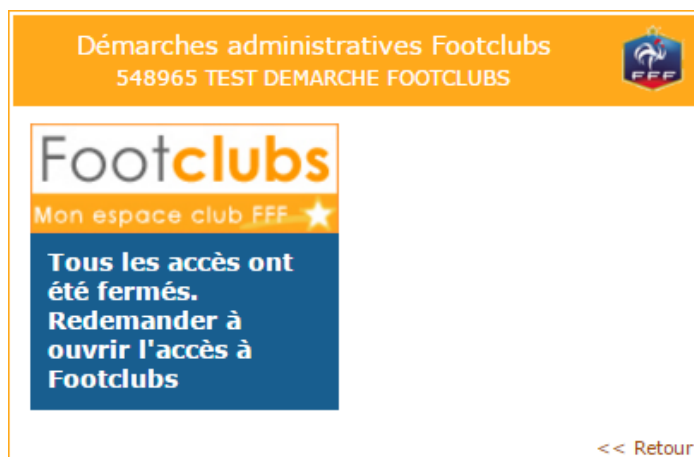 Démarches administratives Footclubs
548965 TEST DEMARCHE FOOTCLUBS
FFF
Footclubs
Mon espace club FFF
Tous les accès ont
été fermés.
Redemander à
ouvrir l'accès à
Footclubs
<< Retour